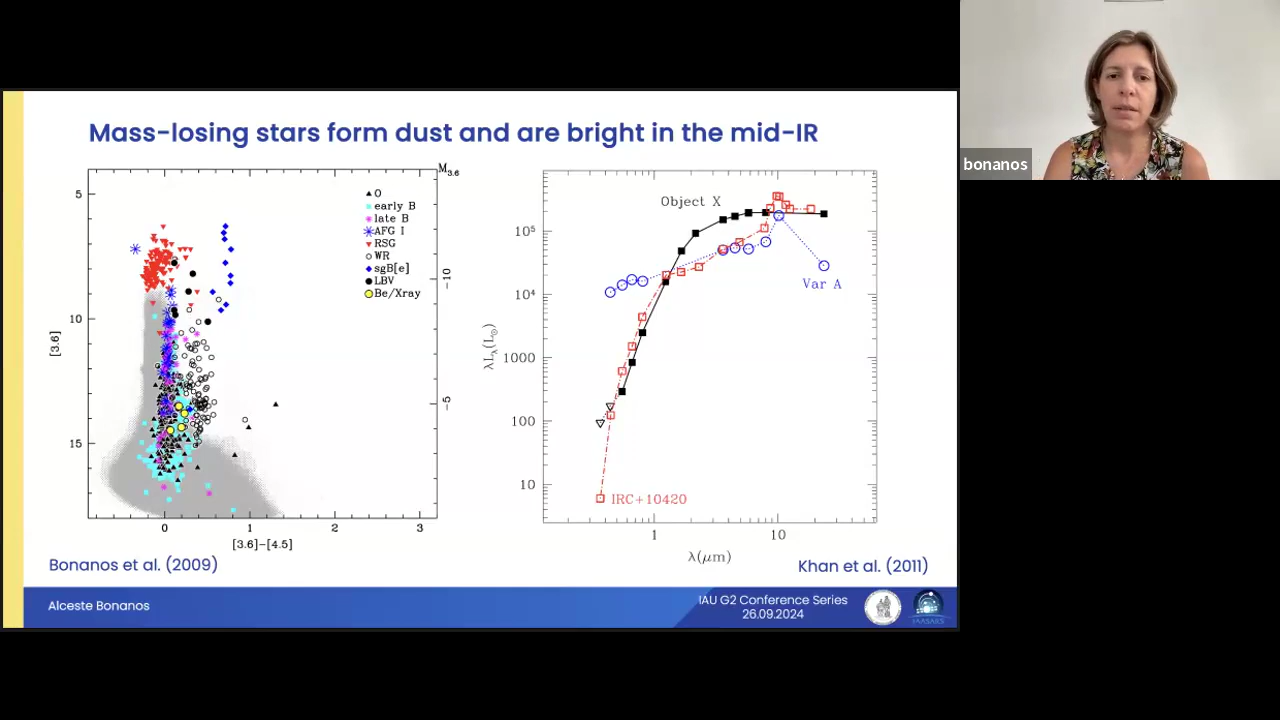 bonanos
Mass-losing stars form dust and are bright in the mid-IR
M3.6
5
10
15
[3.6]
0
1
2
3
[3.6]-[4.5]
-10
-5
O
early B
late B
AFG I
RSG
WR
sgB[e]
LBV
Be/Xray
Object X
Var A
IRC+10420
10⁵
10⁴
1000
100
10
λLλ(L⊙)
1
10
λ(μm)
Bonanos et al. (2009)
Khan et al. (2011)
Alceste Bonanos
IAU G2 Conference Series
26.09.2024
IAASARS